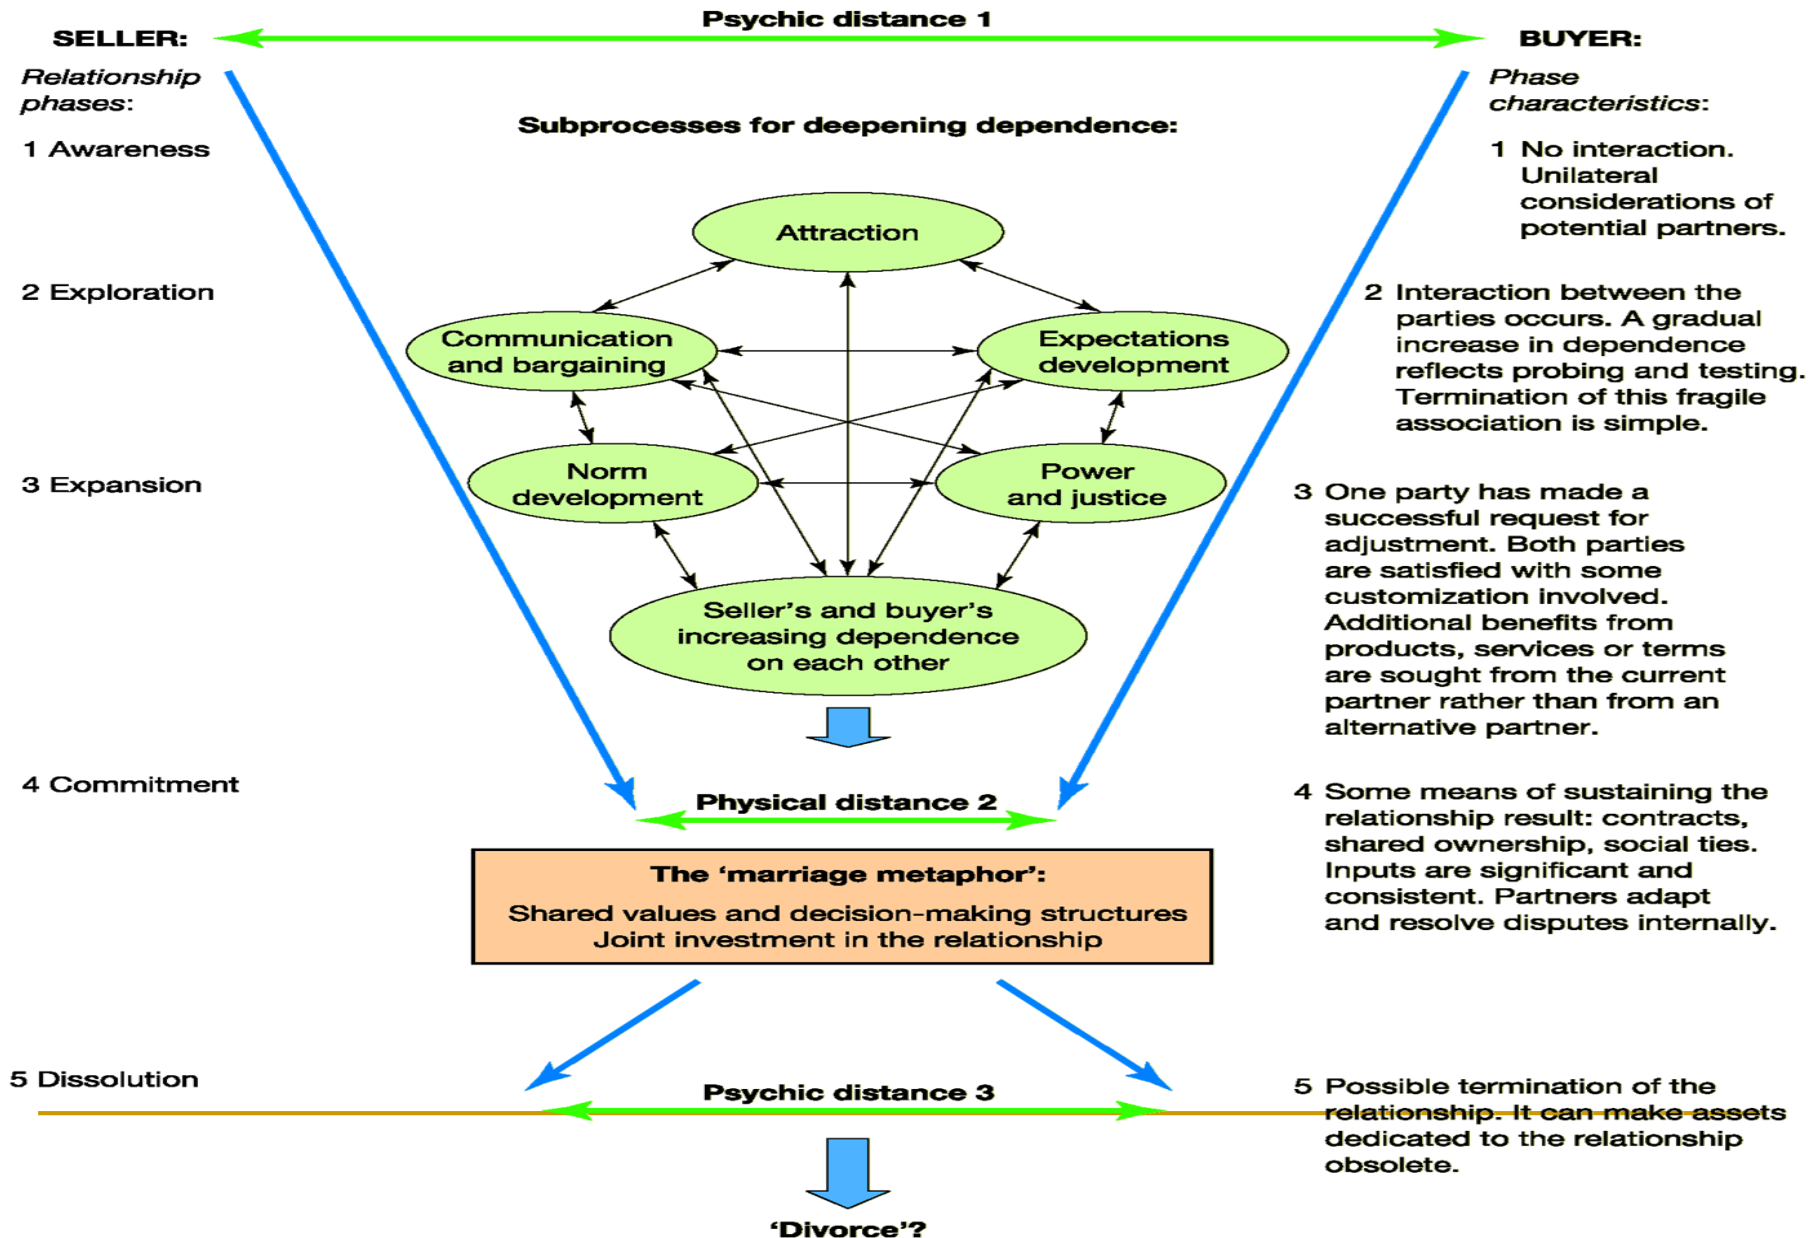 Psychic distance 1
SELLER:
BUYER:
Relationship
phases:
Phase
characteristics:
Subprocesses for deepening dependence:
1 Awareness
1 No interaction.
Unilateral
considerations of
potential partners.
Attraction
2 Exploration
2 Interaction between the
parties occurs. A gradual
increase in dependence
reflects probing and testing.
Termination of this fragile
association is simple.
Communication
and bargaining
Expectations
development
3 Expansion
Norm
development
Power
and justice
3 One party has made a
successful request for
adjustment. Both parties
are satisfied with some
customization involved.
Additional benefits from
products, services or terms
are sought from the current
partner rather than from an
alternative partner.
Seller's and buyer's
increasing dependence
on each other
4 Commitment
Physical distance 2
4 Some means of sustaining the
relationship result: contracts,
shared ownership, social ties.
Inputs are significant and
consistent. Partners adapt
and resolve disputes internally.
The ‘marriage metaphor’:
Shared values and decision-making structures
Joint investment in the relationship
5 Dissolution
Psychic distance 3
5 Possible termination of the
relationship. It can make assets
dedicated to the relationship
obsolete.
‘Divorce’?